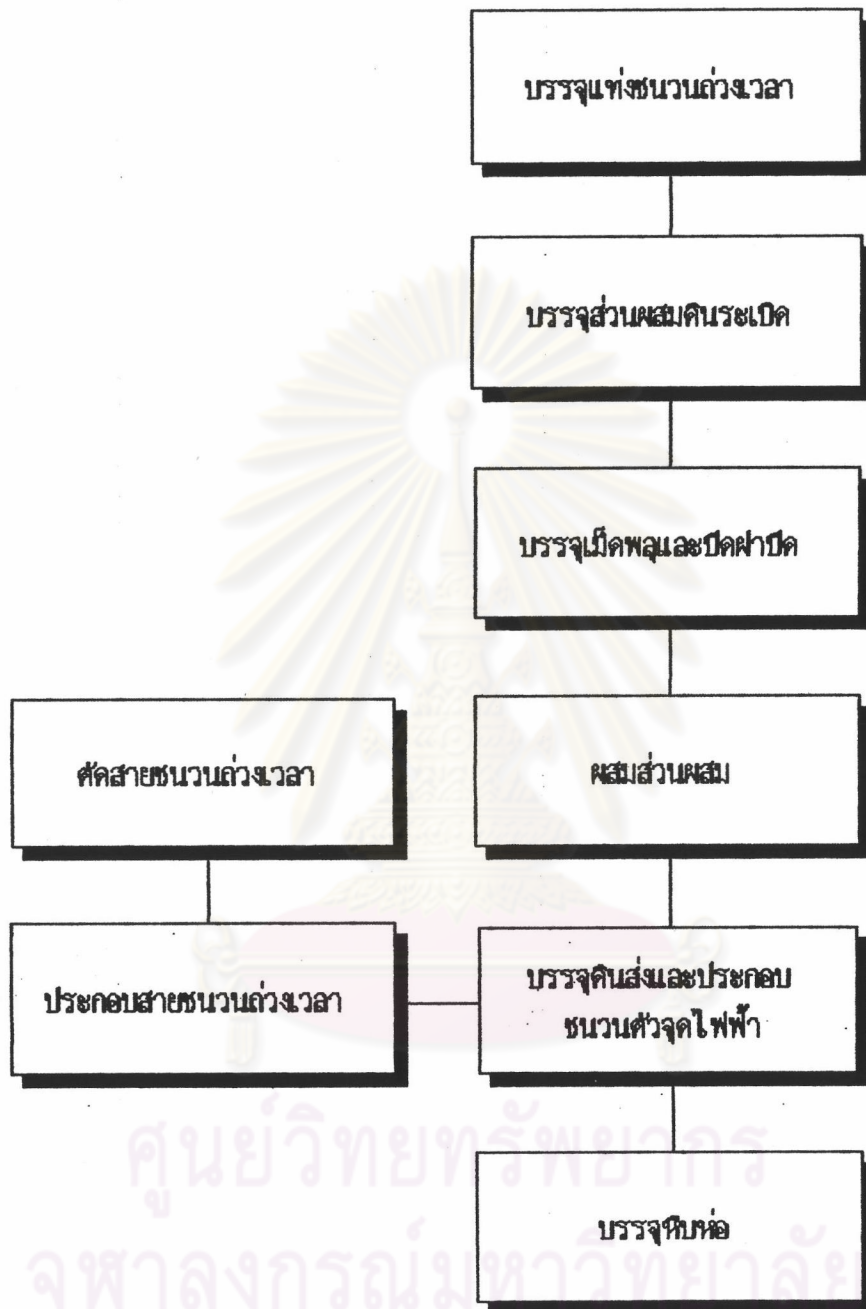 บรรจุแท่งชนวนถ่วงเวลา
บรรจุส่วนผสมดินระเบิด
บรรจุเม็ดพลุและปิดฝาปิด
ตัดสายชนวนถ่วงเวลา
ผสมส่วนผสม
ประกอบสายชนวนถ่วงเวลา
บรรจุดินส่งและประกอบ
ชนวนตัวจุดไฟฟ้า
บรรจุหีบห่อ
ศูนย์วิทยทรัพยากร
จุฬาลงกรณ์มหาวิทยาลัย